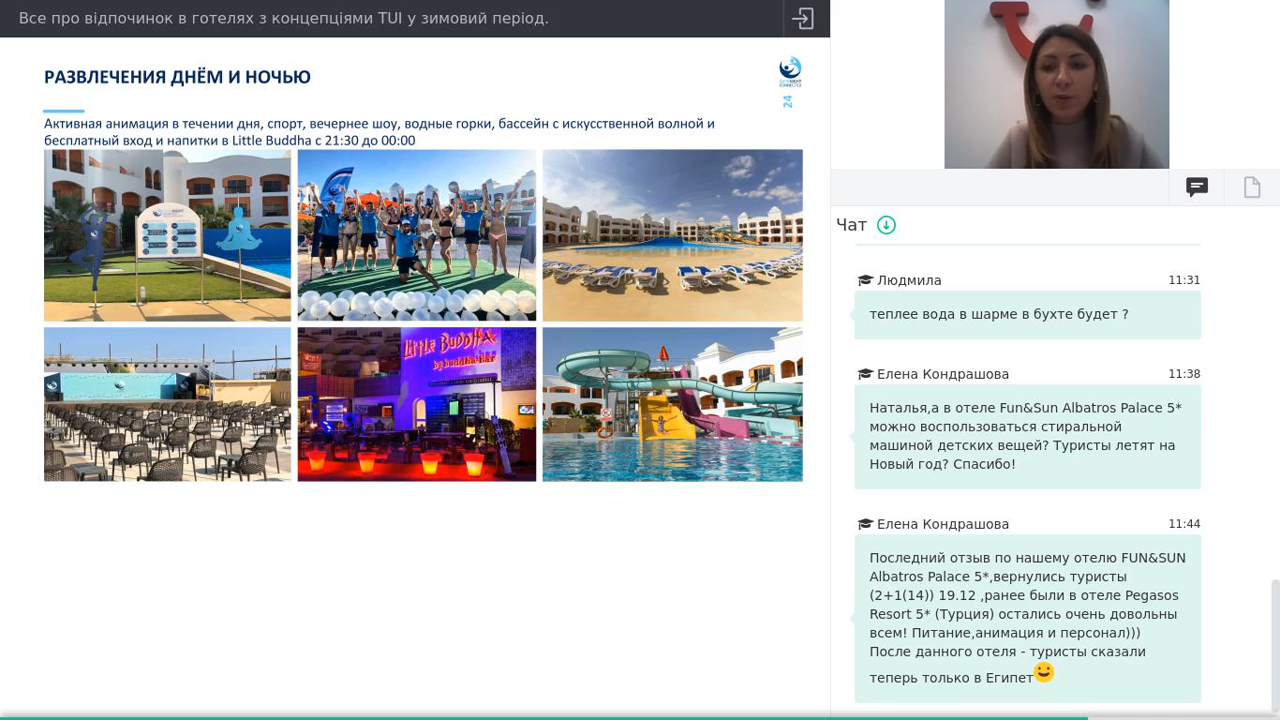 Все про відпочинок в готелях з концепціями TUI у зимовий період.
РАЗВЛЕЧЕНИЯ ДНЁМ И НОЧЬЮ
24
Активная анимация в течении дня, спорт, вечернее шоу, водные горки, бассейн с искусственной волной и
бесплатный вход и напитки в Little Buddha с 21:30 до 00:00
Little Buddha
by buddha-bar
Чат
Людмила 11:31
теплее вода в шарме в бухте будет ?
Елена Кондрашова 11:38
Наталья,а в отеле Fun&Sun Albatros Palace 5*
можно воспользоваться стиральной
машиной детских вещей? Туристы летят на
Новый год? Спасибо!
Елена Кондрашова 11:44
Последний отзыв по нашему отелю FUN&SUN
Albatros Palace 5*,вернулись туристы
(2+1(14)) 19.12 ,ранее были в отеле Pegasos
Resort 5* (Турция) остались очень довольны
всем! Питание,анимация и персонал)))
После данного отеля - туристы сказали
теперь только в Египет